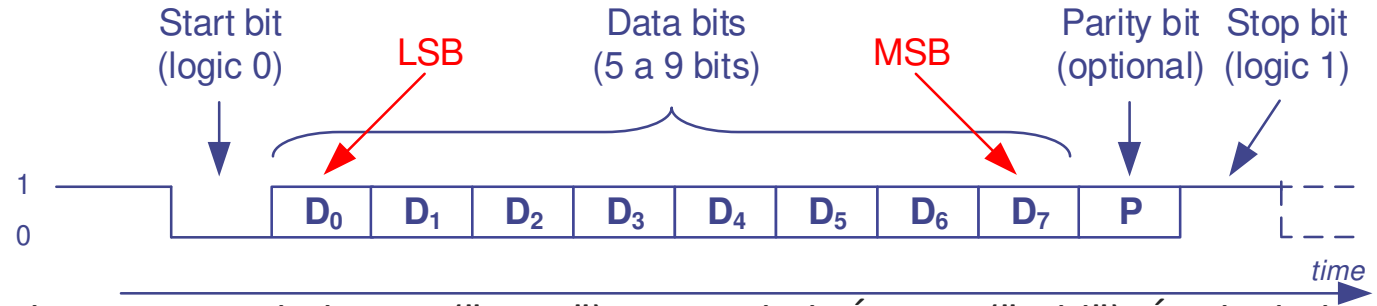 Start bit
(logic 0)
LSB
Data bits
(5 a 9 bits)
MSB
Parity bit
(optional)
Stop bit
(logic 1)
1
0
D₀ D₁ D₂ D₃ D₄ D₅ D₆ D₇ P
time